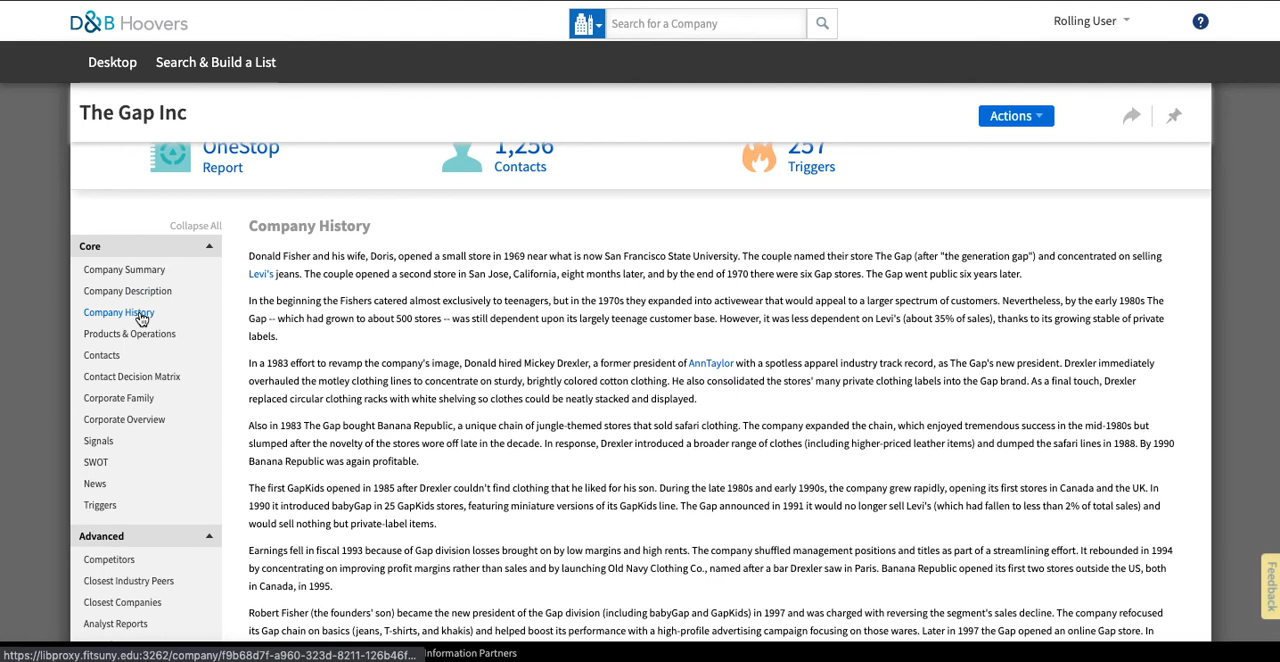 D&B Hoovers
Search for a Company
Rolling User
?
Desktop
Search & Build a List
The Gap Inc
Actions
OneStop
Report
1,256
Contacts
257
Triggers
Collapse All
Core
Company Summary
Company Description
Company History
Products & Operations
Contacts
Contact Decision Matrix
Corporate Family
Corporate Overview
Signals
SWOT
News
Triggers
Advanced
Competitors
Closest Industry Peers
Closest Companies
Analyst Reports
Company History
Donald Fisher and his wife, Doris, opened a small store in 1969 near what is now San Francisco State University. The couple named their store The Gap (after "the generation gap") and concentrated on selling
Levi's jeans. The couple opened a second store in San Jose, California, eight months later, and by the end of 1970 there were six Gap stores. The Gap went public six years later.
In the beginning the Fishers catered almost exclusively to teenagers, but in the 1970s they expanded into activewear that would appeal to a larger spectrum of customers. Nevertheless, by the early 1980s The
Gap -- which had grown to about 500 stores -- was still dependent upon its largely teenage customer base. However, it was less dependent on Levi's (about 35% of sales), thanks to its growing stable of private
labels.
In a 1983 effort to revamp the company's image, Donald hired Mickey Drexler, a former president of AnnTaylor with a spotless apparel industry track record, as The Gap's new president. Drexler immediately
overhauled the motley clothing lines to concentrate on sturdy, brightly colored cotton clothing. He also consolidated the stores' many private clothing labels into the Gap brand. As a final touch, Drexler
replaced circular clothing racks with white shelving so clothes could be neatly stacked and displayed.
Also in 1983 The Gap bought Banana Republic, a unique chain of jungle-themed stores that sold safari clothing. The company expanded the chain, which enjoyed tremendous success in the mid-1980s but
slumped after the novelty of the stores wore off late in the decade. In response, Drexler introduced a broader range of clothes (including higher-priced leather items) and dumped the safari lines in 1988. By 1990
Banana Republic was again profitable.
The first GapKids opened in 1985 after Drexler couldn't find clothing that he liked for his son. During the late 1980s and early 1990s, the company grew rapidly, opening its first stores in Canada and the UK. In
1990 it introduced babyGap in 25 GapKids stores, featuring miniature versions of its GapKids line. The Gap announced in 1991 it would no longer sell Levi's (which had fallen to less than 2% of total sales) and
would sell nothing but private-label items.
Earnings fell in fiscal 1993 because of Gap division losses brought on by low margins and high rents. The company shuffled management positions and titles as part of a streamlining effort. It rebounded in 1994
by concentrating on improving profit margins rather than sales and by launching Old Navy Clothing Co., named after a bar Drexler saw in Paris. Banana Republic opened its first two stores outside the US, both
in Canada, in 1995.
Robert Fisher (the founders' son) became the new president of the Gap division (including babyGap and GapKids) in 1997 and was charged with reversing the segment's sales decline. The company refocused
its Gap chain on basics (jeans, T-shirts, and khakis) and helped boost its performance with a high-profile advertising campaign focusing on those wares. Later in 1997 the Gap opened an online Gap store. In
Feedback
https://libproxy.fitsuny.edu:3262/company/f9b68d7f-a960-323d-8211-126b46f...
Information Partners